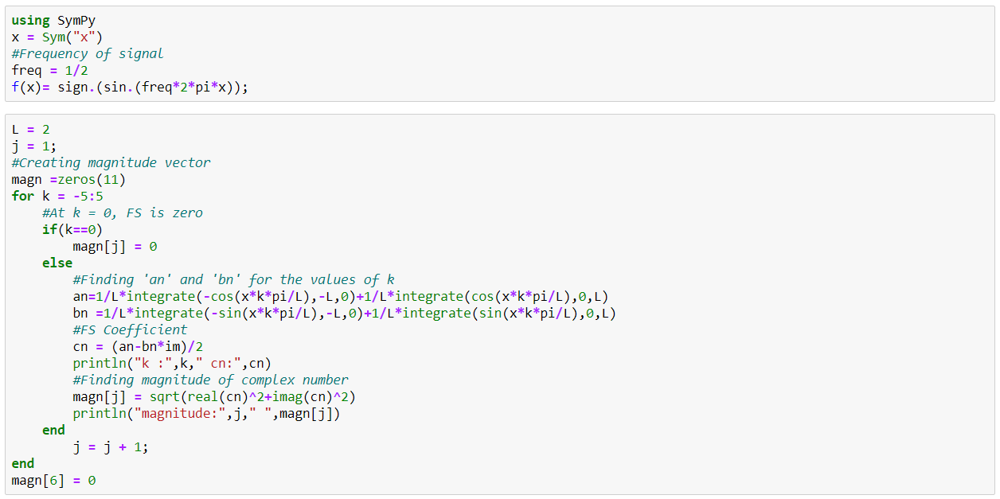 using SymPy
x = Sym("x")
#Frequency of signal
freq = 1/2
f(x)= sign.(sin.(freq*2*pi*x));
L = 2
j = 1;
#Creating magnitude vector
magn =zeros(11)
for k = -5:5
    #At k = 0, FS is zero
    if(k==0)
        magn[j] = 0
    else
        #Finding 'an' and 'bn' for the values of k
        an=1/L*integrate(-cos(x*k*pi/L),-L,0)+1/L*integrate(cos(x*k*pi/L),0,L)
        bn =1/L*integrate(-sin(x*k*pi/L),-L,0)+1/L*integrate(sin(x*k*pi/L),0,L)
        #FS Coefficient
        cn = (an-bn*im)/2
        println("k :",k," cn:",cn)
        #Finding magnitude of complex number
        magn[j] = sqrt(real(cn)^2+imag(cn)^2)
        println("magnitude:",j," ",magn[j])
    end
        j = j + 1;
end
magn[6] = 0